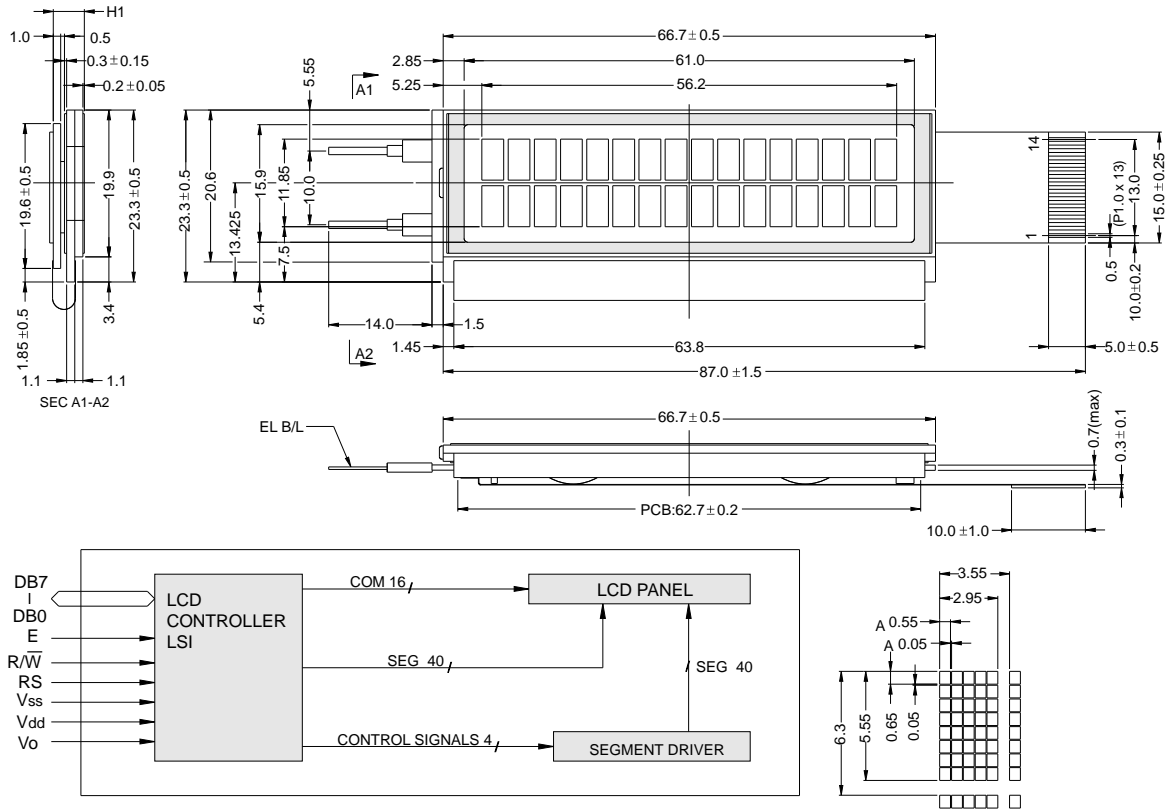 H1
1.0
0.5
0.3±0.15
0.2±0.05
19.6±0.5
19.9
23.3±0.5
1.85±0.5
3.4
1.1
1.1
SEC A1-A2
66.7±0.5
2.85
61.0
5.25
56.2
5.55
A1
23.3±0.5
20.6
13.425
15.9
11.85
10.0
7.5
5.4
14.0
1.5
A2
1.45
63.8
87.0 ±1.5
14
1
(P1.0 x 13)
13.0
15.0±0.25
0.5
10.0±0.2
5.0±0.5
66.7±0.5
EL B/L
PCB:62.7±0.2
0.7(max)
0.3±0.1
10.0 ±1.0
DB7
I
DB0
E
R/W̅
RS
Vss
Vdd
Vo
LCD
CONTROLLER
LSI
COM 16
LCD PANEL
SEG 40
SEG 40
CONTROL SIGNALS 4
SEGMENT DRIVER
3.55
2.95
A 0.55
A 0.05
6.3
5.55
0.65
0.05